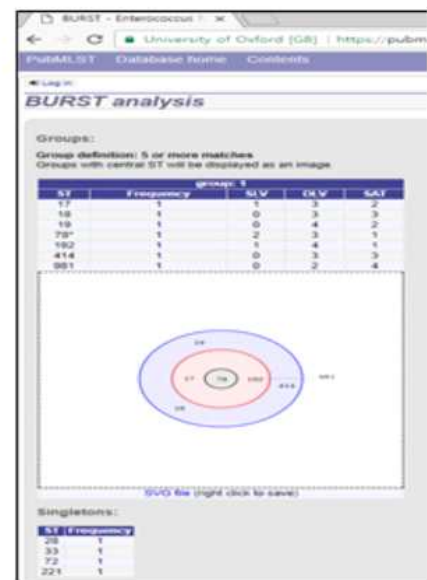 BURST - Enterococcus
University of Oxford [GB] | https://pubm
PubMLST Database home Contents
Log in
BURST analysis
Groups:
Group definition: 5 or more matches
Groups with central ST will be displayed as an image.
group: 1
ST Frequency SLV DLV SAT
17 1 1 3 2
18 1 0 3 3
19 1 0 4 2
78* 1 2 3 1
192 1 1 4 1
414 1 0 3 3
981 1 0 2 4
17 78 192
414
981
SVG file (right click to save)
Singletons:
ST Frequency
28 1
33 1
72 1
221 1